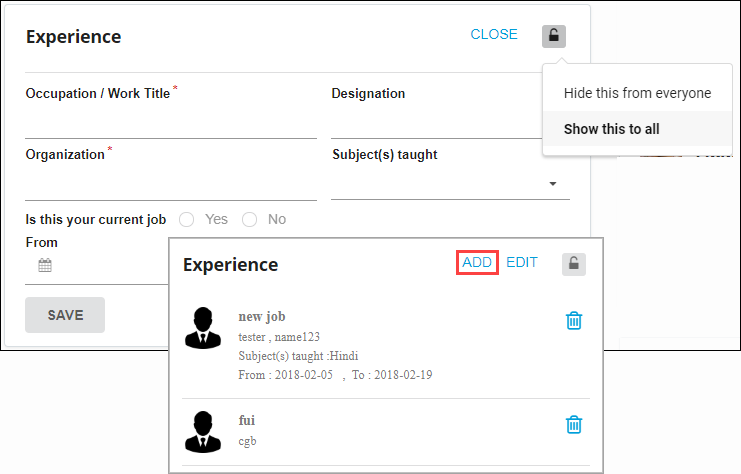 Experience
CLOSE
Hide this from everyone
Show this to all
Occupation / Work Title *
Designation
Organization *
Subject(s) taught
Is this your current job Yes No
From
SAVE
Experience
ADD EDIT
new job
tester , name123
Subject(s) taught :Hindi
From : 2018-02-05 , To : 2018-02-19
fui
cgb